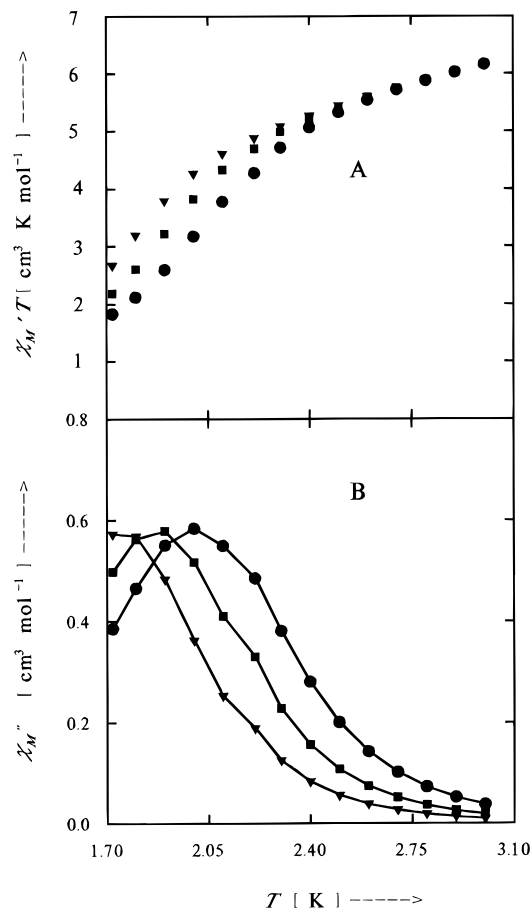 7
6
5
4
3
2
1
χM′ T [ cm³ K mol⁻¹ ] ----->
A
0.8
0.6
0.4
0.2
0.0
χM″ [ cm³ mol⁻¹ ] ----->
B
1.70 2.05 2.40 2.75 3.10
T [ K ] ----->